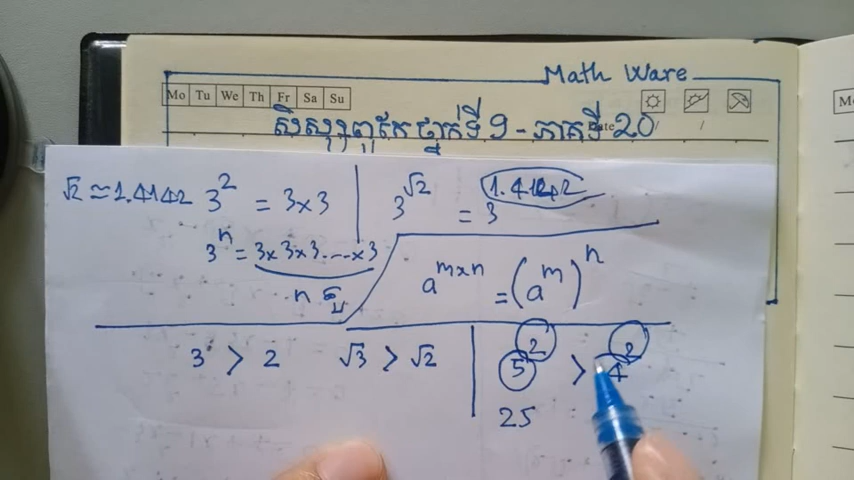 Math Ware
Mo Tu We Th Fr Sa Su
សិស្សពូកែ ថ្នាក់ទី 9 - ភាគទី 20
√2 ≈ 1.4142
3² = 3×3
3^√2 = 3^1.4142
3^n = 3×3×3.---×3
n ដង
a^(m×n) = (a^m)^n
3 > 2
√3 > √2
5² > 4²
25